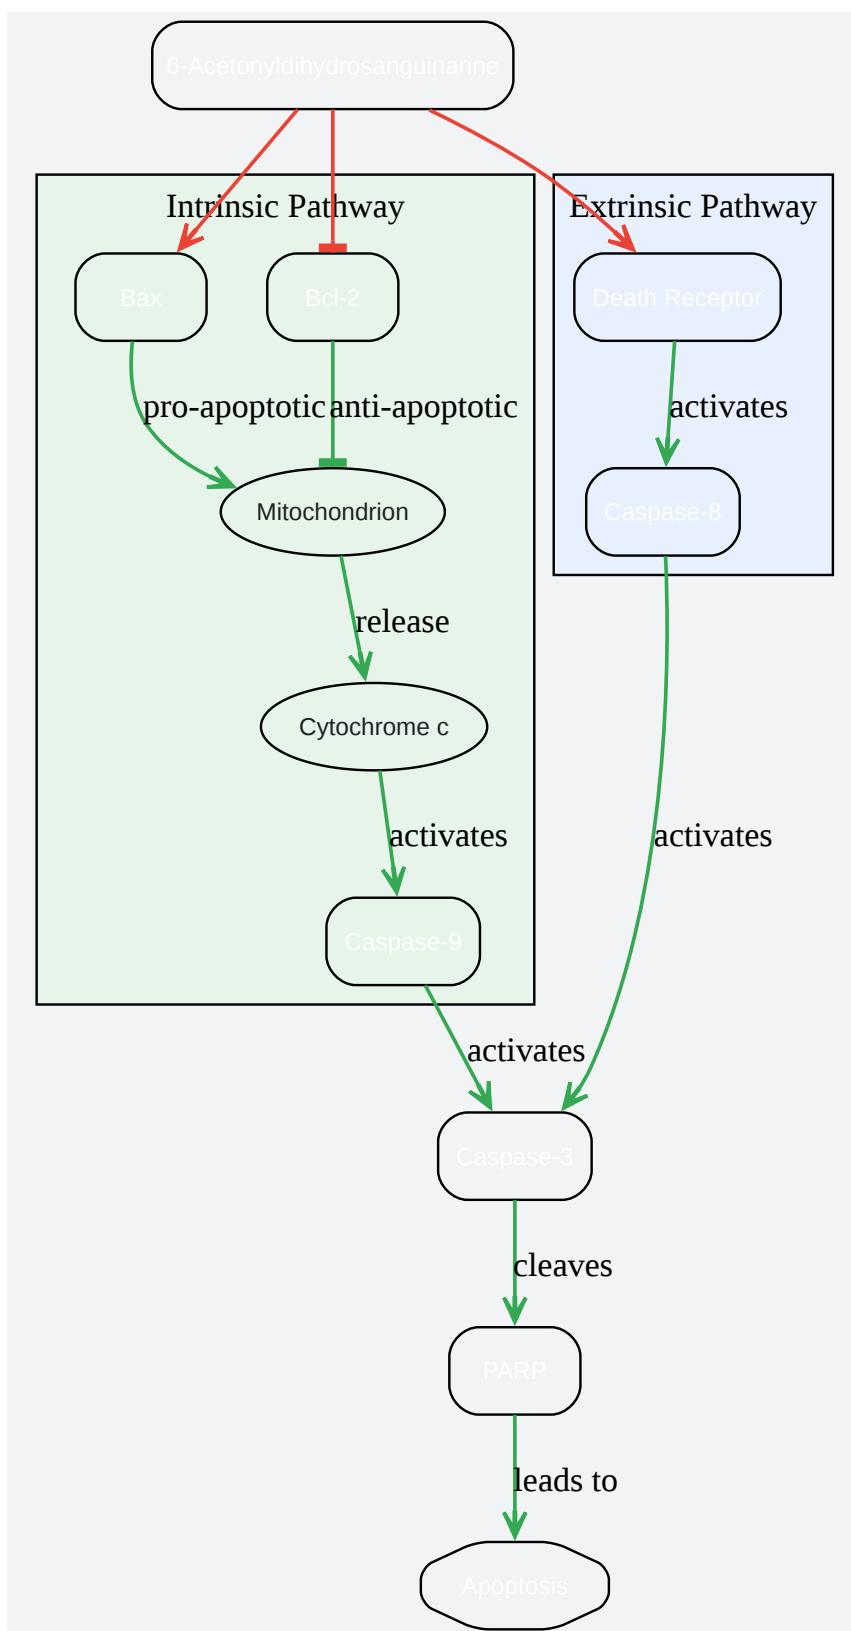 6-Acetonyldihydrosanguinarine
Intrinsic Pathway
Extrinsic Pathway
Bax
Bcl-2
Death Receptor
pro-apoptotic
anti-apoptotic
activates
Mitochondrion
Caspase-8
release
Cytochrome c
activates
activates
Caspase-9
activates
Caspase-3
cleaves
PARP
leads to
Apoptosis